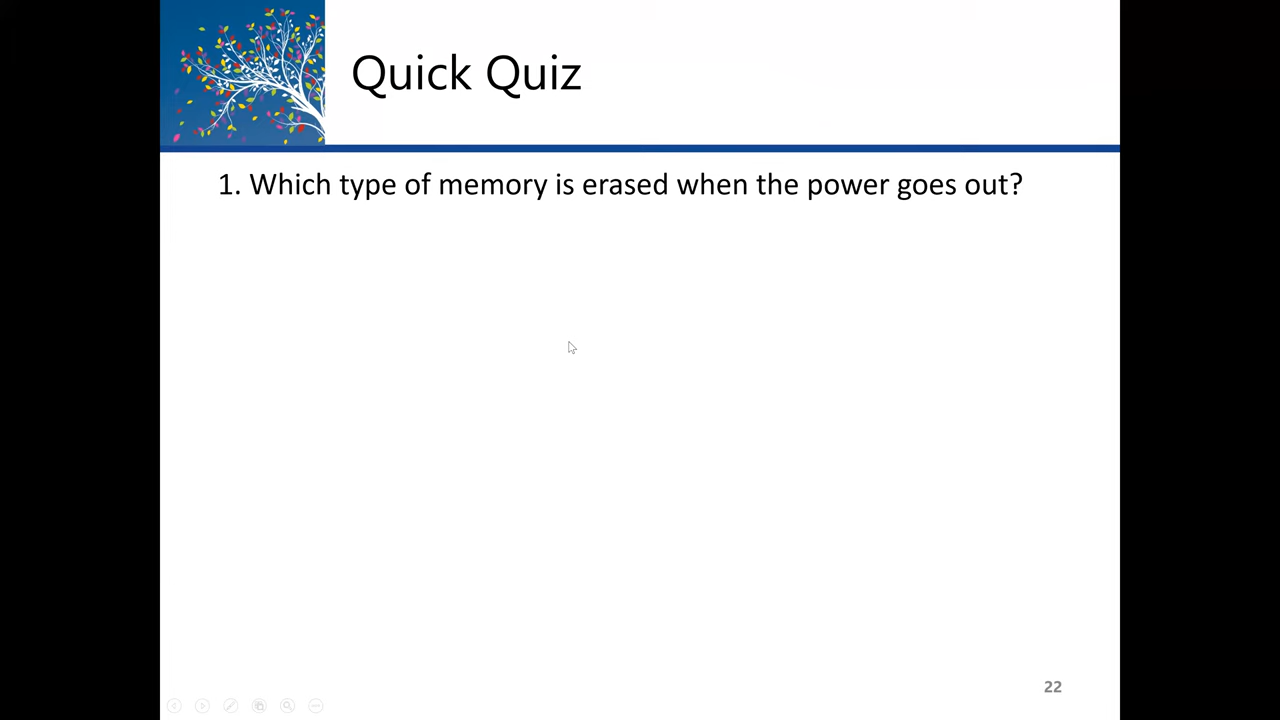 Quick Quiz
1. Which type of memory is erased when the power goes out?
22